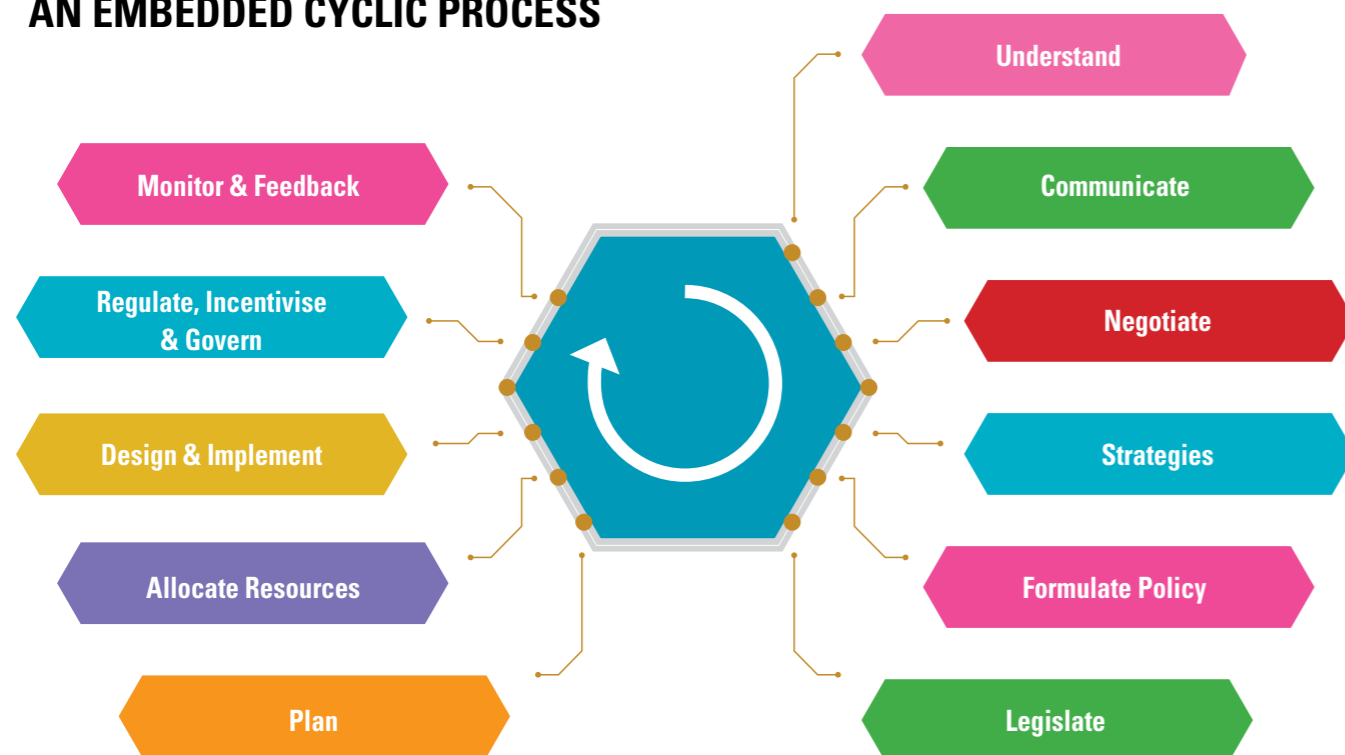 AN EMBEDDED CYCLIC PROCESS
Understand
Communicate
Negotiate
Strategies
Formulate Policy
Legislate
Plan
Allocate Resources
Design & Implement
Regulate, Incentivise
& Govern
Monitor & Feedback